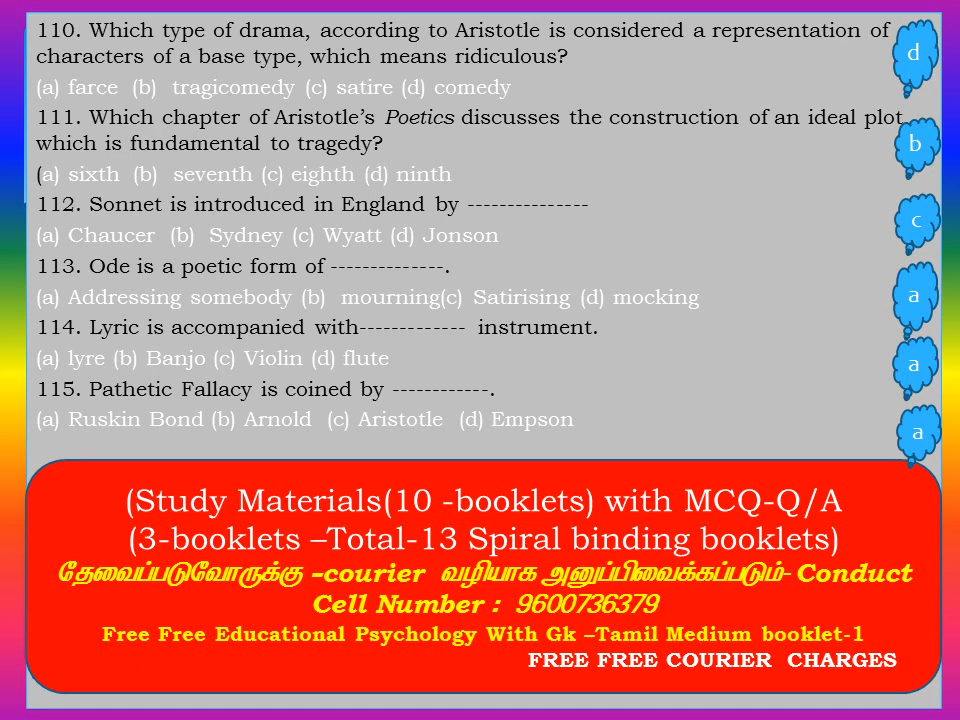 110. Which type of drama, according to Aristotle is considered a representation of
characters of a base type, which means ridiculous?
d
(a) farce (b) tragicomedy (c) satire (d) comedy
111. Which chapter of Aristotle’s Poetics discusses the construction of an ideal plot
which is fundamental to tragedy?
b
(a) sixth (b) seventh (c) eighth (d) ninth
112. Sonnet is introduced in England by ---------------
c
(a) Chaucer (b) Sydney (c) Wyatt (d) Jonson
113. Ode is a poetic form of --------------.
a
(a) Addressing somebody (b) mourning(c) Satirising (d) mocking
114. Lyric is accompanied with------------- instrument.
a
(a) lyre (b) Banjo (c) Violin (d) flute
115. Pathetic Fallacy is coined by ------------.
a
(a) Ruskin Bond (b) Arnold (c) Aristotle (d) Empson
(Study Materials(10 -booklets) with MCQ-Q/A
(3-booklets –Total-13 Spiral binding booklets)
தேவைப்படுவோருக்கு –courier வழியாக அனுப்பிவைக்கப்படும்- Conduct
Cell Number : 9600736379
Free Free Educational Psychology With Gk –Tamil Medium booklet-1
FREE FREE COURIER CHARGES